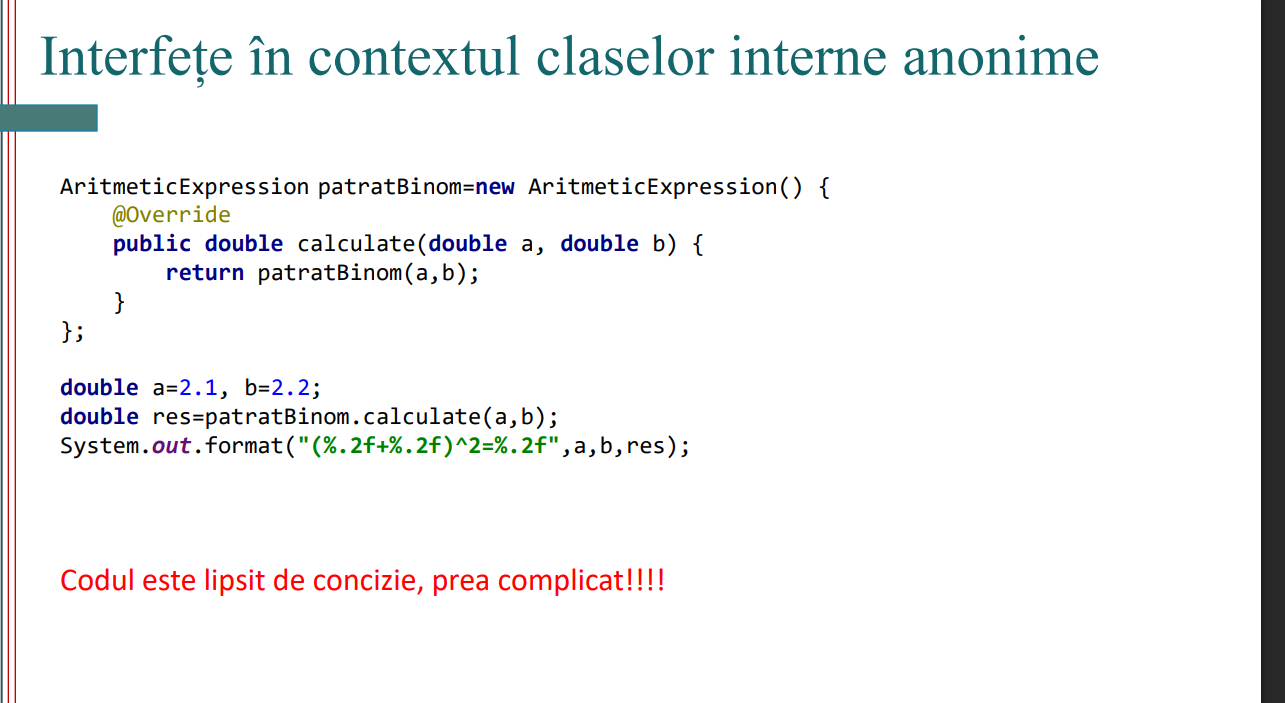 Interfețe în contextul claselor interne anonime
AritmeticExpression patratBinom=new AritmeticExpression() {
    @Override
    public double calculate(double a, double b) {
        return patratBinom(a,b);
    }
};
double a=2.1, b=2.2;
double res=patratBinom.calculate(a,b);
System.out.format("(%.2f+%.2f)^2=%.2f",a,b,res);
Codul este lipsit de concizie, prea complicat!!!!